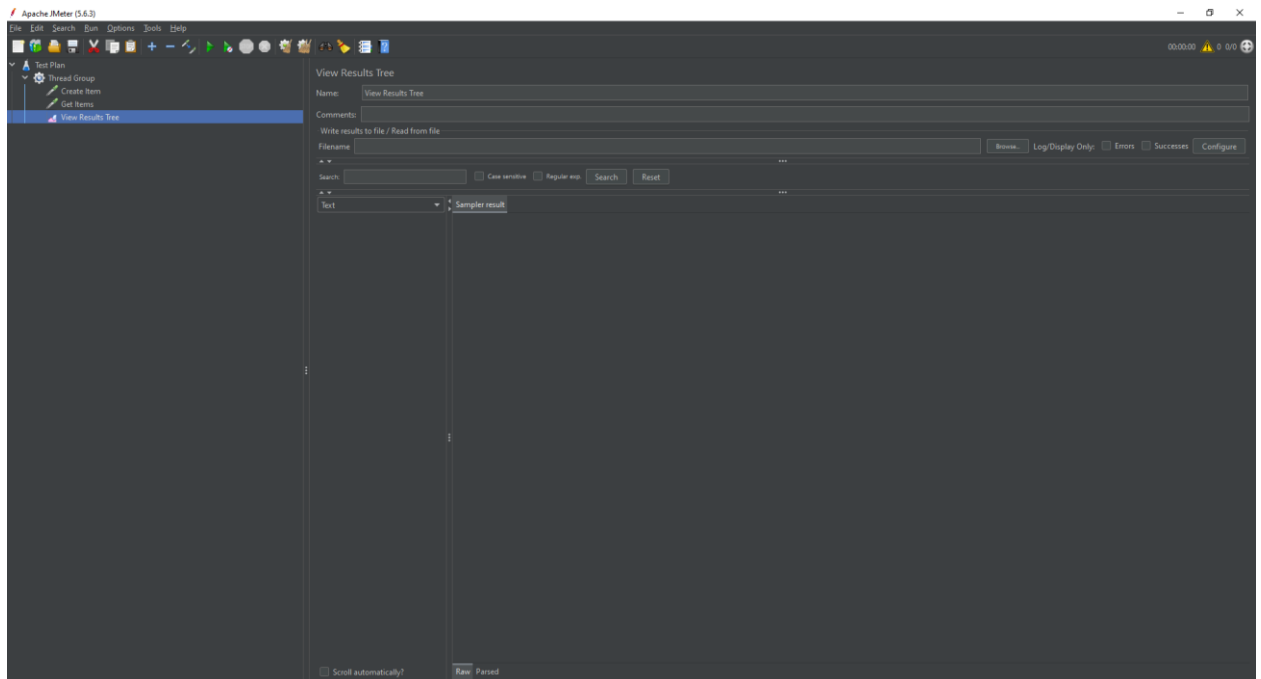 Apache JMeter (5.6.3)
File Edit Search Run Options Tools Help
00:00:00 0 0/0
Test Plan
Thread Group
Create Item
Get Items
View Results Tree
View Results Tree
Name: View Results Tree
Comments:
Write results to file / Read from file
Filename Browse... Log/Display Only: Errors Successes Configure
Search: Case sensitive Regular exp. Search Reset
Text Sampler result
Scroll automatically? Raw Parsed